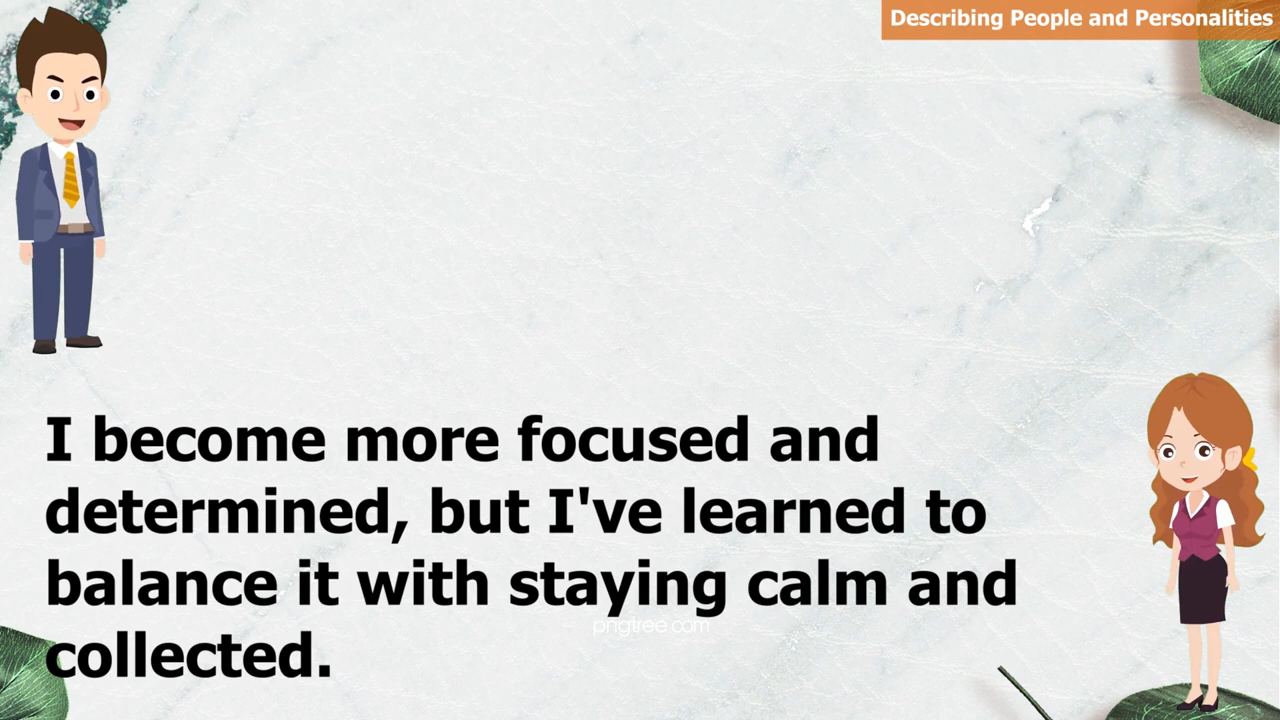 Describing People and Personalities
I become more focused and
determined, but I've learned to
balance it with staying calm and
pngtree.com
collected.